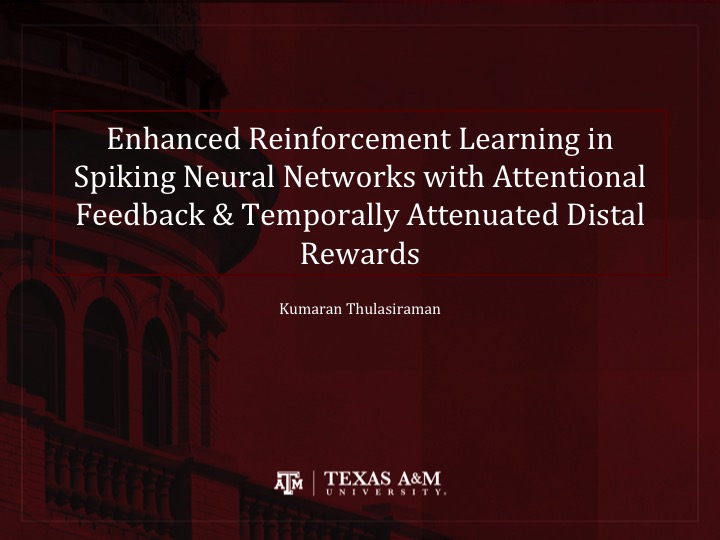 Enhanced Reinforcement Learning in
Spiking Neural Networks with Attentional
Feedback & Temporally Attenuated Distal
Rewards
Kumaran Thulasiraman
ATM | TEXAS A&M
UNIVERSITY®